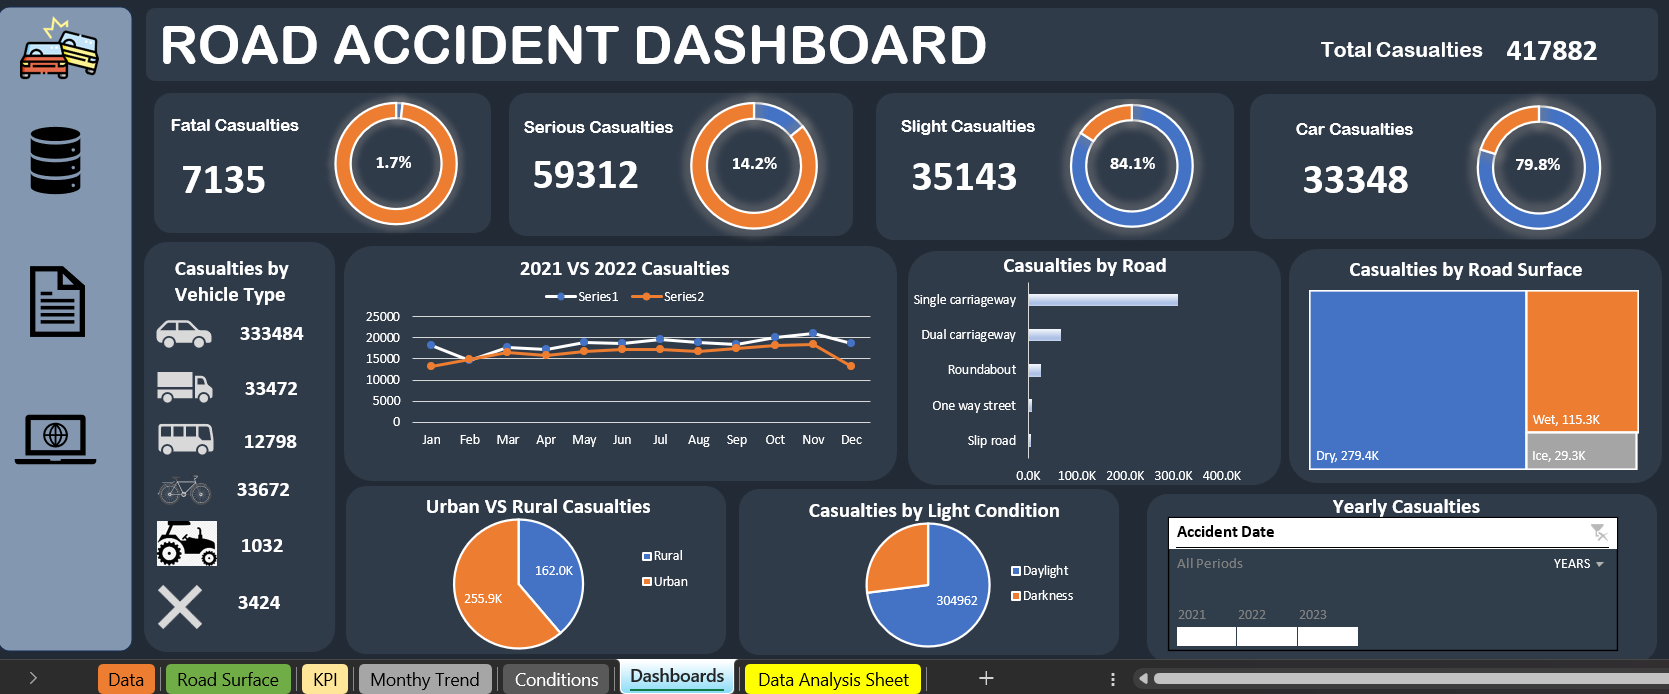 ROAD ACCIDENT DASHBOARD
Total Casualties 417882
Fatal Casualties
7135
1.7%
Serious Casualties
59312
14.2%
Slight Casualties
35143
84.1%
Car Casualties
33348
79.8%
Casualties by
Vehicle Type
333484
33472
12798
33672
1032
3424
2021 VS 2022 Casualties
Series1 Series2
25000
20000
15000
10000
5000
0
Jan Feb Mar Apr May Jun Jul Aug Sep Oct Nov Dec
Casualties by Road
Single carriageway
Dual carriageway
Roundabout
One way street
Slip road
0.0K 100.0K 200.0K 300.0K 400.0K
Casualties by Road Surface
Dry, 279.4K
Wet, 115.3K
Ice, 29.3K
Urban VS Rural Casualties
162.0K
255.9K
Rural
Urban
Casualties by Light Condition
304962
Daylight
Darkness
Yearly Casualties
Accident Date
All Periods YEARS
2021 2022 2023
Data Road Surface KPI Monthy Trend Conditions Dashboards Data Analysis Sheet